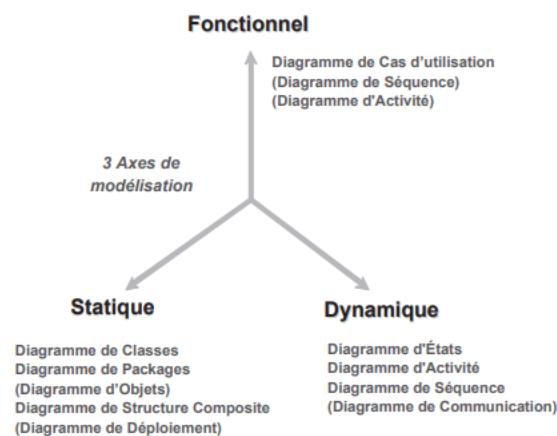 Fonctionnel
Diagramme de Cas d'utilisation
(Diagramme de Séquence)
(Diagramme d'Activité)
3 Axes de
modélisation
Statique
Diagramme de Classes
Diagramme de Packages
(Diagramme d'Objets)
Diagramme de Structure Composite
(Diagramme de Déploiement)
Dynamique
Diagramme d'États
Diagramme d'Activité
Diagramme de Séquence
(Diagramme de Communication)